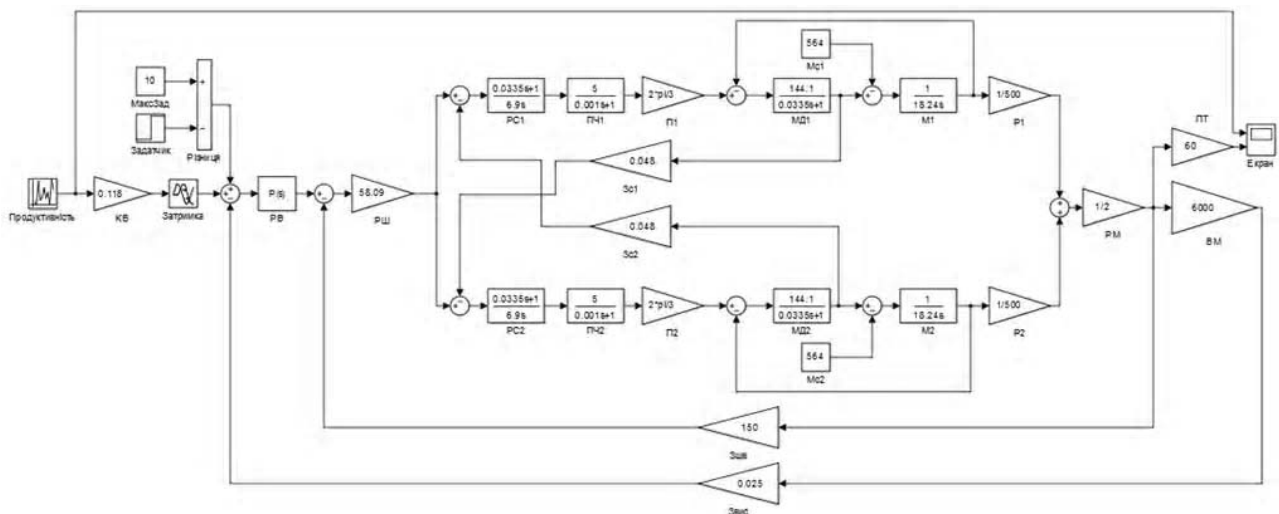 564
Мс1
10
МаксЗад
Задатчик
+
−
Різниця
0.0335s+1
6.9s
РС1
5
0.001s+1
ПЧ1
2*pi/3
П1
144.1
0.0335s+1
МД1
1
18.24s
М1
1/500
Р1
ПТ
60
Екран
0.048
Зс1
Продуктивність
0.118
КБ
Затримка
P(s)
РВ
58.09
РШ
0.048
Зс2
1/2
РМ
6000
ВМ
0.0335s+1
6.9s
РС2
5
0.001s+1
ПЧ2
2*pi/3
П2
144.1
0.0335s+1
МД2
1
18.24s
М2
1/500
Р2
564
Мс2
150
Зшв
0.025